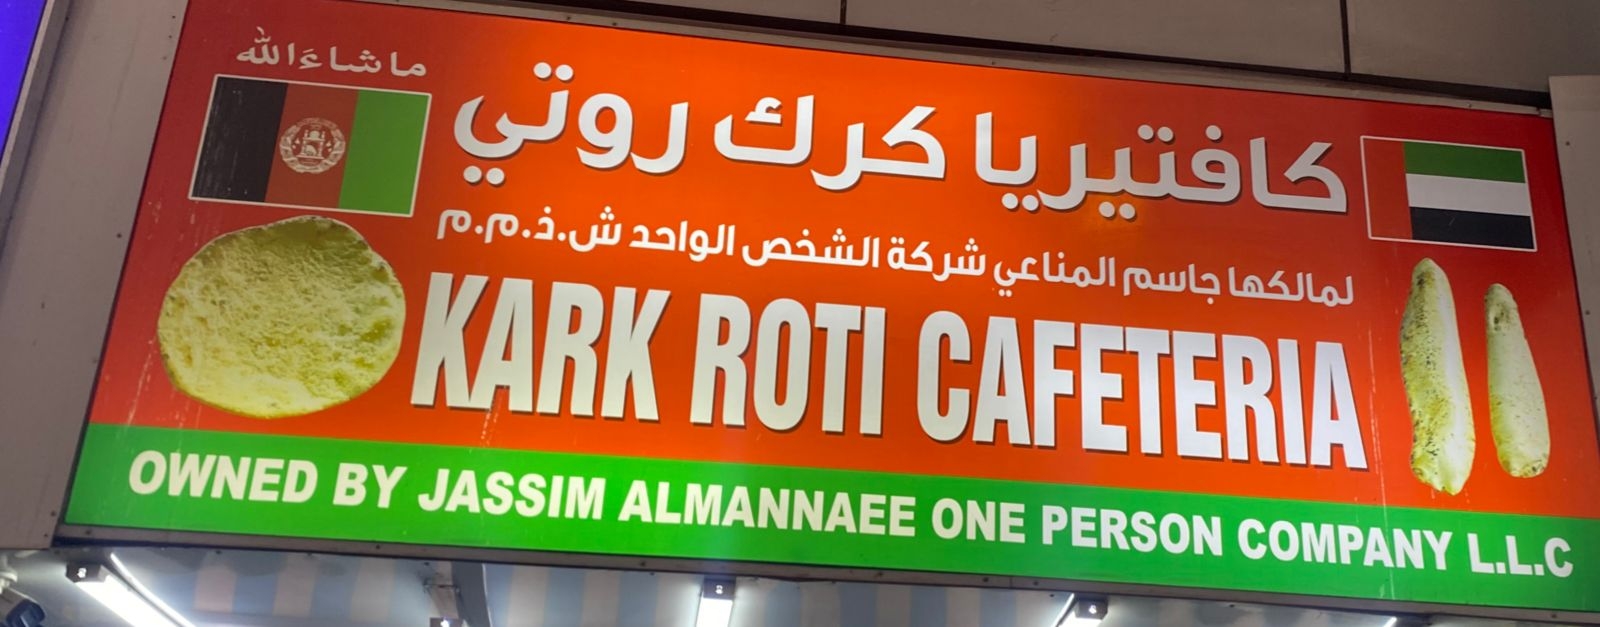 ما شاءَ الله
كافتيريا كرك روتي
لمالكها جاسم المناعي شركة الشخص الواحد ش.ذ.م.م
KARK ROTI CAFETERIA
OWNED BY JASSIM ALMANNAEE ONE PERSON COMPANY L.L.C